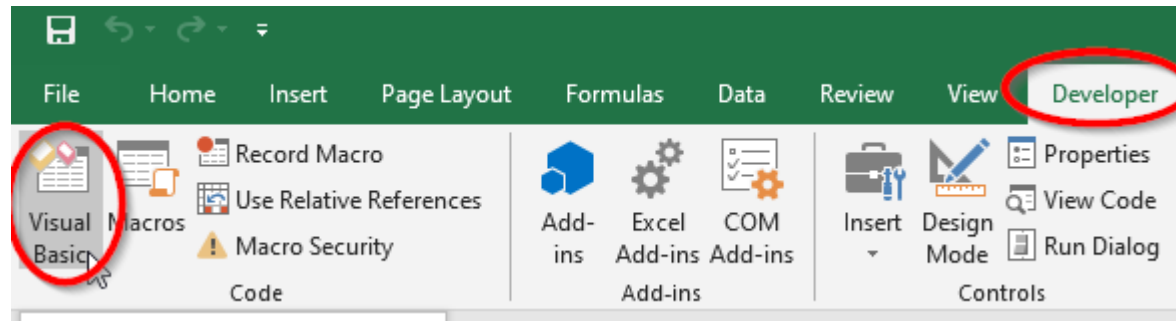 File Home Insert Page Layout Formulas Data Review View Developer
Visual Basic
Macros
Record Macro
Use Relative References
Macro Security
Code
Add-ins
Excel Add-ins
COM Add-ins
Add-ins
Insert
Design Mode
Properties
View Code
Run Dialog
Controls